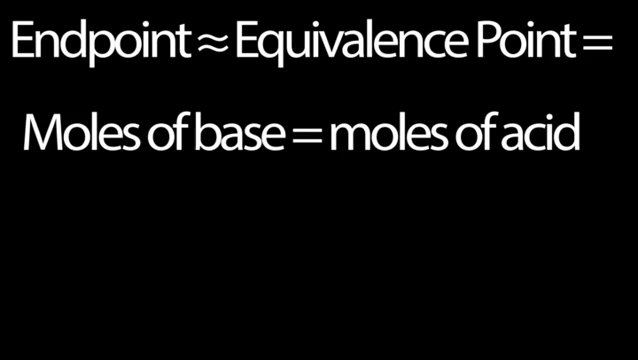 Endpoint ≈ Equivalence Point =
Moles of base = moles of acid